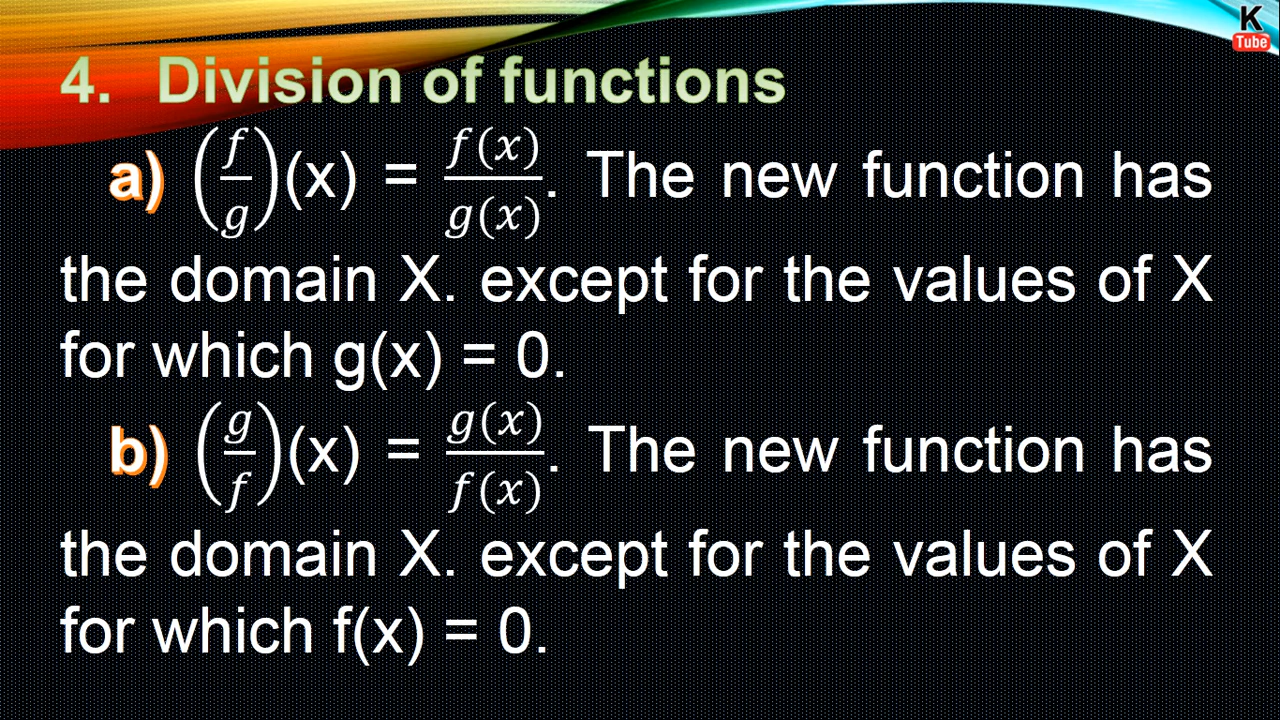 K
Tube
4. Division of functions
a) (f/g)(x) = f(x)/g(x). The new function has
the domain X. except for the values of X
for which g(x) = 0.
b) (g/f)(x) = g(x)/f(x). The new function has
the domain X. except for the values of X
for which f(x) = 0.